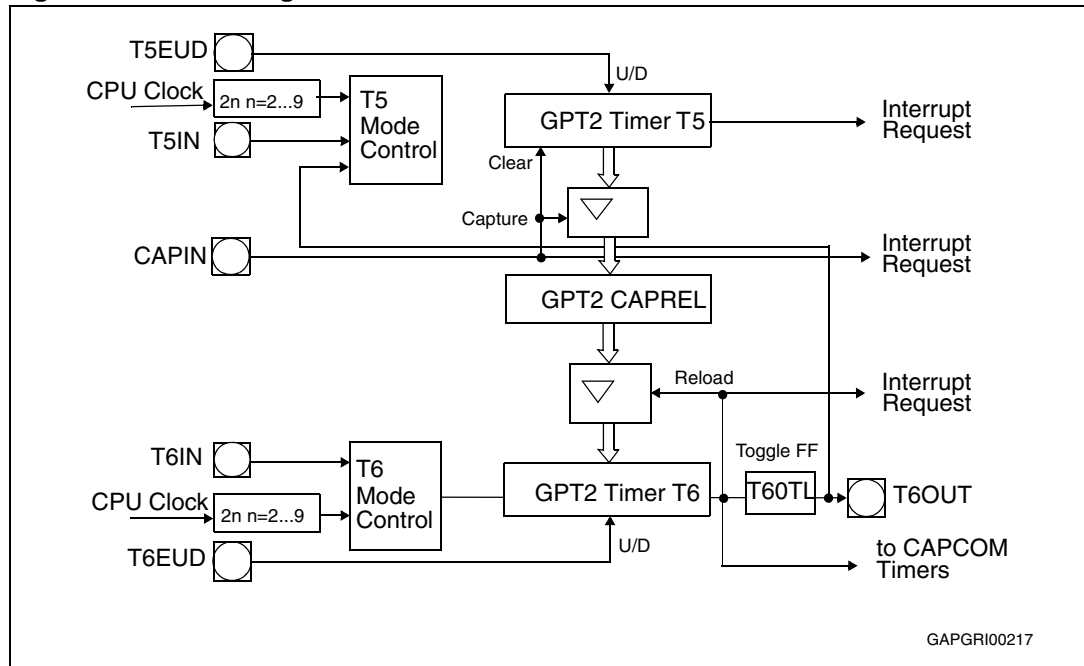 T5EUD
U/D
CPU Clock
2n n=2...9
T5
Mode
Control
GPT2 Timer T5
Interrupt
Request
T5IN
Clear
Capture
CAPIN
Interrupt
Request
GPT2 CAPREL
Reload
Interrupt
Request
Toggle FF
T6IN
T6
Mode
Control
GPT2 Timer T6
T60TL
T6OUT
CPU Clock
2n n=2...9
T6EUD
U/D
to CAPCOM
Timers
GAPGRI00217